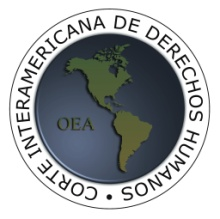 CORTE INTERAMERICANA DE DERECHOS HUMANOS •
OEA